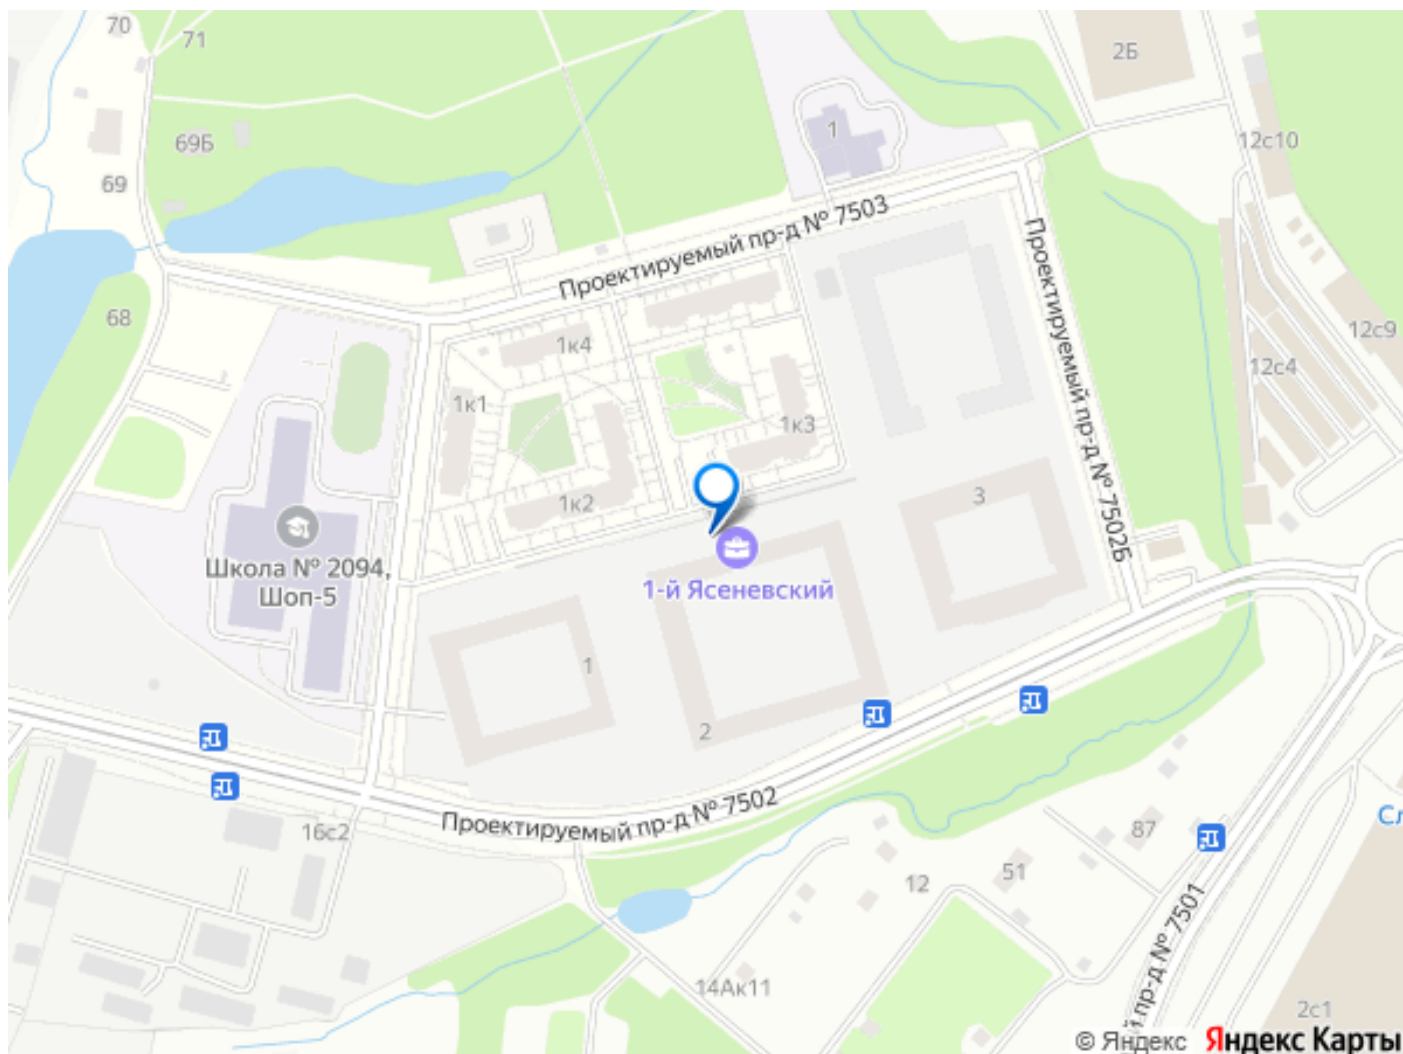 70
71
2Б
1
12с10
69Б
69
Проектируемый пр-д № 7503
Проектируемый пр-д № 7502Б
68
12с9
1к4
12с4
1к1
1к3
3
1к2
Школа № 2094,
Шоп-5
1-й Ясеневский
1
2
Проектируемый пр-д № 7502
16с2
87
Сл
51
12
й пр-д № 7501
14Ак11
2с1
© Яндекс Яндекс Карты